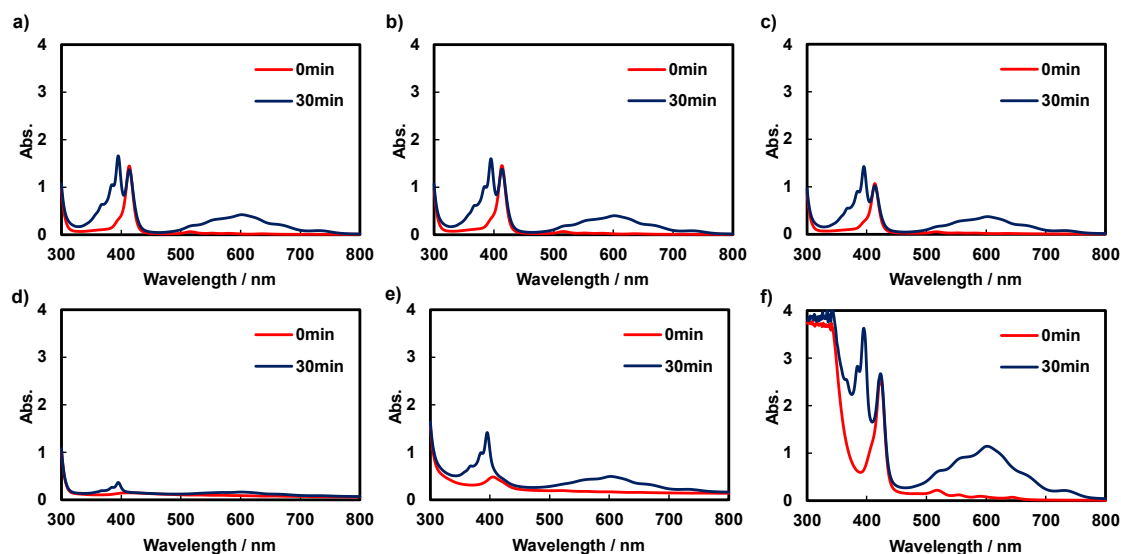 a) b) c)
4 4 4
0min 0min 0min
3 3 3
30min 30min 30min
Abs. Abs. Abs.
2 2 2
1 1 1
0 0 0
300 400 500 600 700 800 300 400 500 600 700 800 300 400 500 600 700 800
Wavelength / nm Wavelength / nm Wavelength / nm
d) e) f)
4 4 4
0min 0min 0min
3 3 3
30min 30min 30min
Abs. Abs. Abs.
2 2 2
1 1 1
0 0 0
300 400 500 600 700 800 300 400 500 600 700 800 300 400 500 600 700 800
Wavelength / nm Wavelength / nm Wavelength / nm